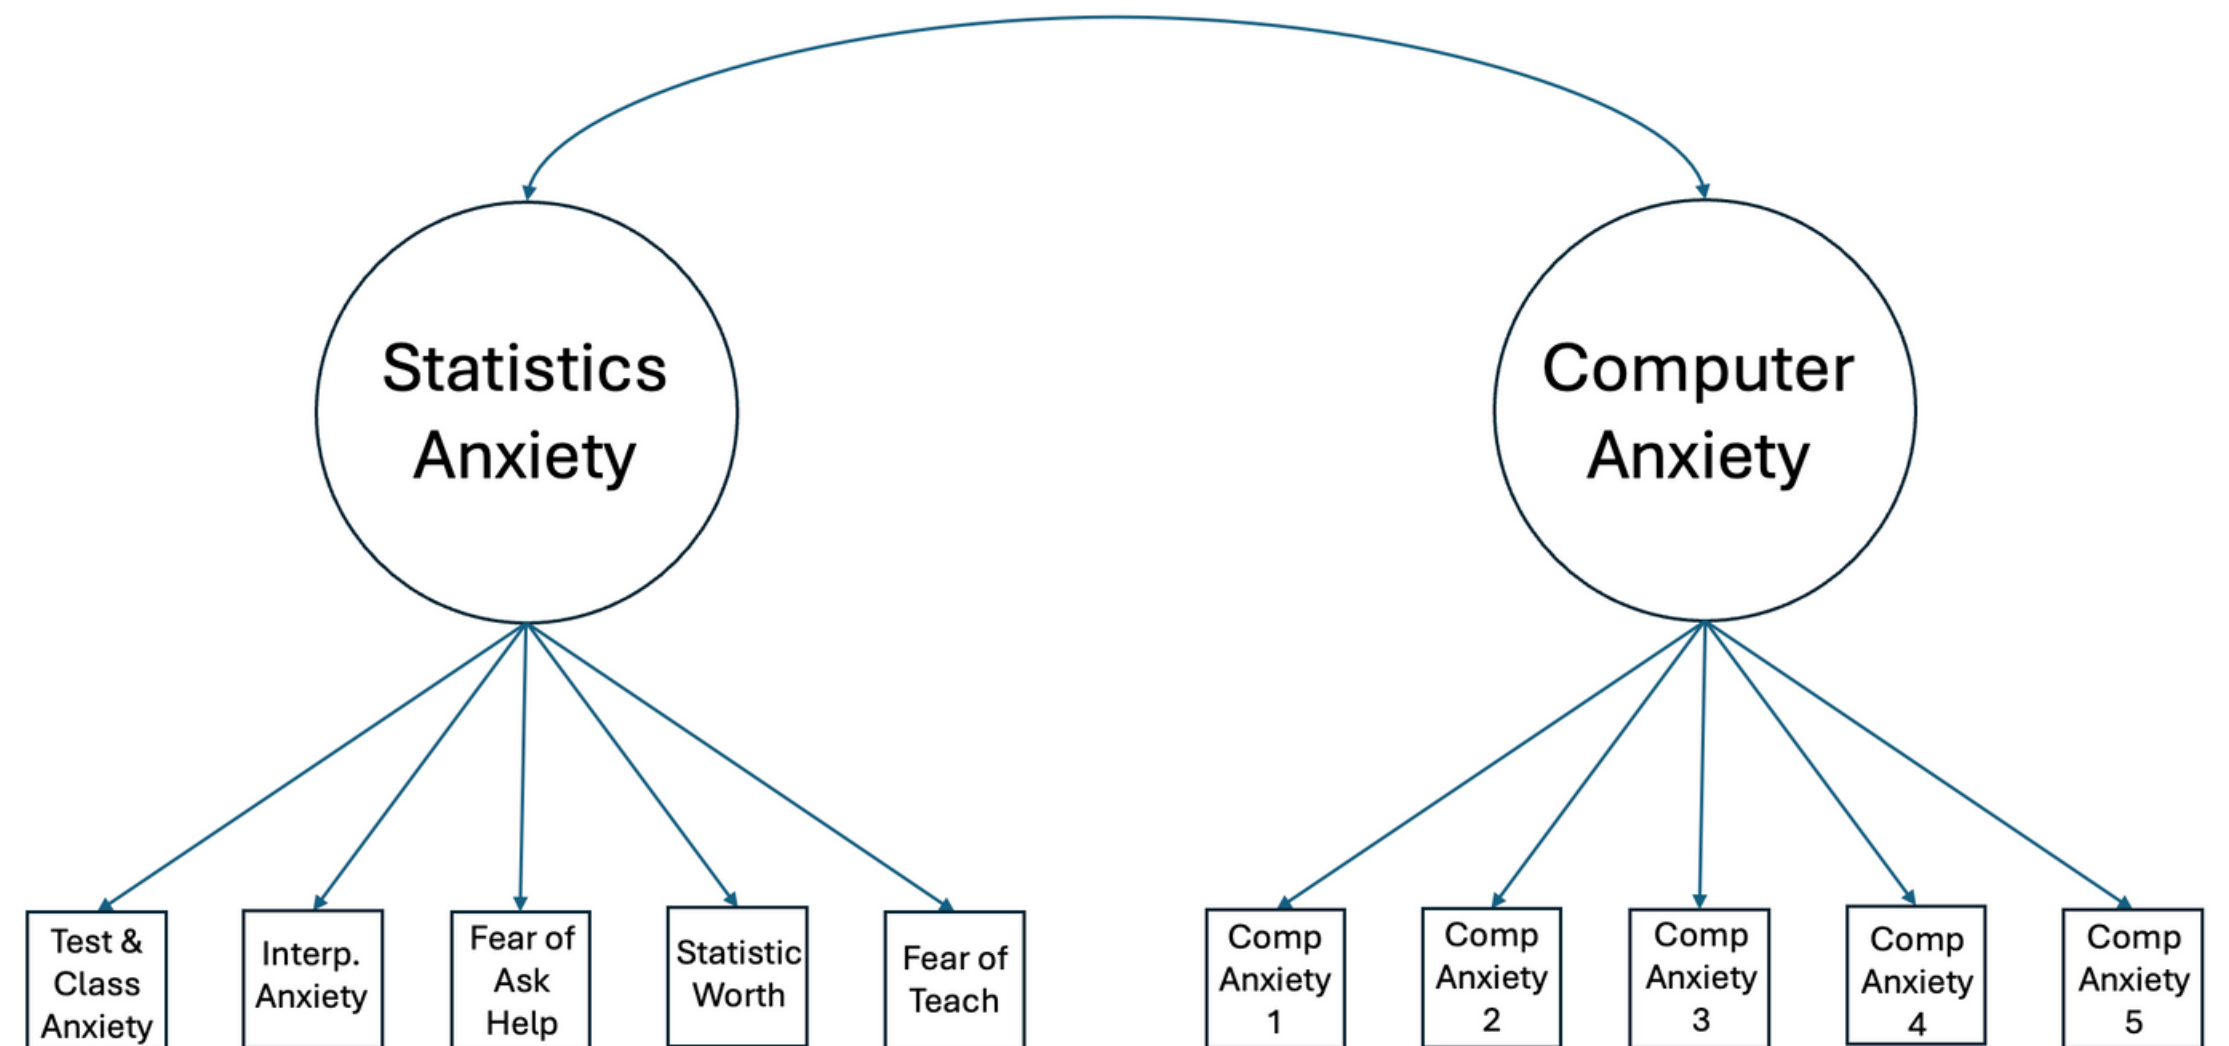 Statistics
Anxiety
Computer
Anxiety
Test &
Class
Anxiety
Interp.
Anxiety
Fear of
Ask
Help
Statistic
Worth
Fear of
Teach
Comp
Anxiety
1
Comp
Anxiety
2
Comp
Anxiety
3
Comp
Anxiety
4
Comp
Anxiety
5